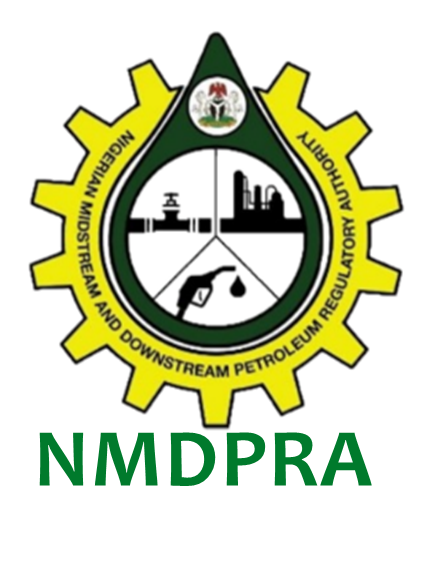 NIGERIAN MIDSTREAM AND DOWNSTREAM PETROLEUM REGULATORY AUTHORITY
NMDPRA